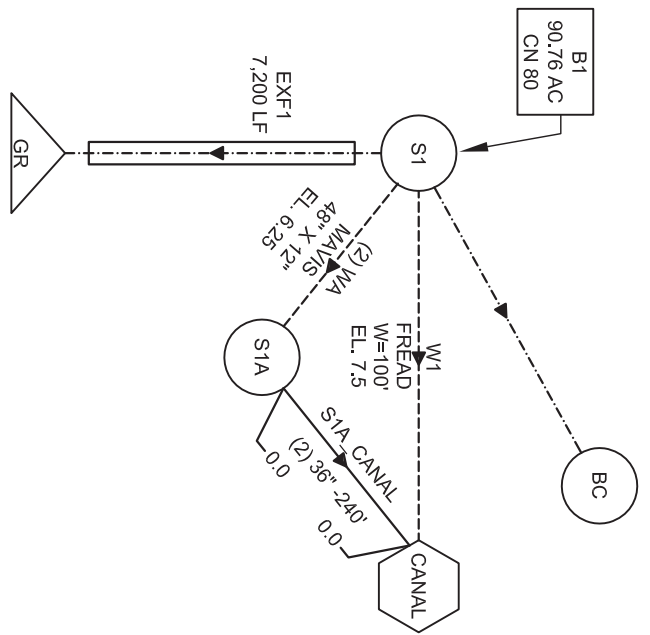 B1
90.76 AC
CN 80
EXF1
7,200 LF
S1
GR
(2) WA
MAVIS
48" X 12"
EL. 6.25
W1
FREAD
W=100'
EL. 7.5
S1A
BC
S1A_CANAL
(2) 36" -240'
0.0
0.0
CANAL